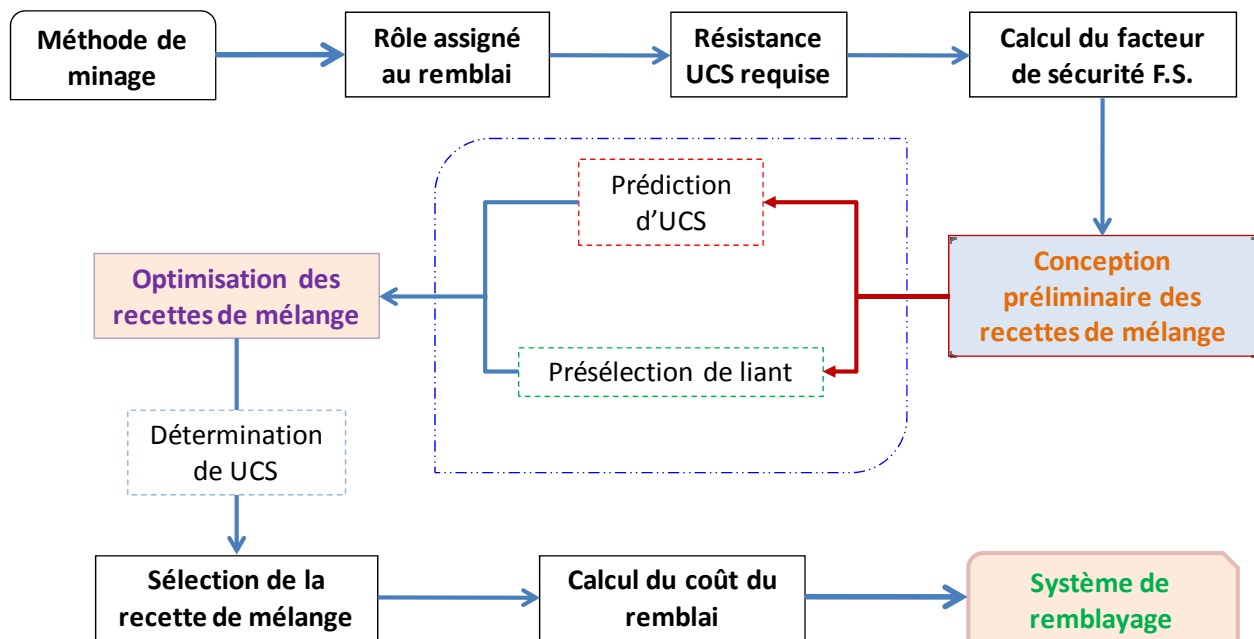 Méthode de
minage
Rôle assigné
au remblai
Résistance
UCS requise
Calcul du facteur
de sécurité F.S.
Prédiction
d’UCS
Conception
préliminaire des
recettes de mélange
Optimisation des
recettes de mélange
Présélection de liant
Détermination
de UCS
Sélection de la
recette de mélange
Calcul du coût du
remblai
Système de
remblayage